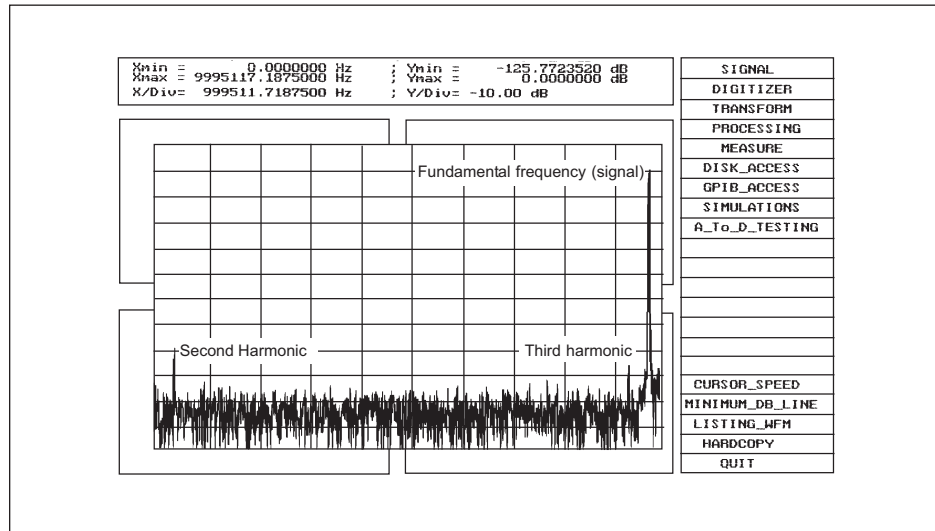 Xmin = 0.0000000 Hz ; Ymin = -125.7723520 dB
Xmax = 9995117.1875000 Hz ; Ymax = 0.0000000 dB
X/Div= 999511.7187500 Hz ; Y/Div= -10.00 dB
SIGNAL
DIGITIZER
TRANSFORM
PROCESSING
MEASURE
DISK_ACCESS
GPIB_ACCESS
SIMULATIONS
A_To_D_TESTING
CURSOR_SPEED
MINIMUM_DB_LINE
LISTING_WFM
HARDCOPY
QUIT
Fundamental frequency (signal)
Second Harmonic
Third harmonic